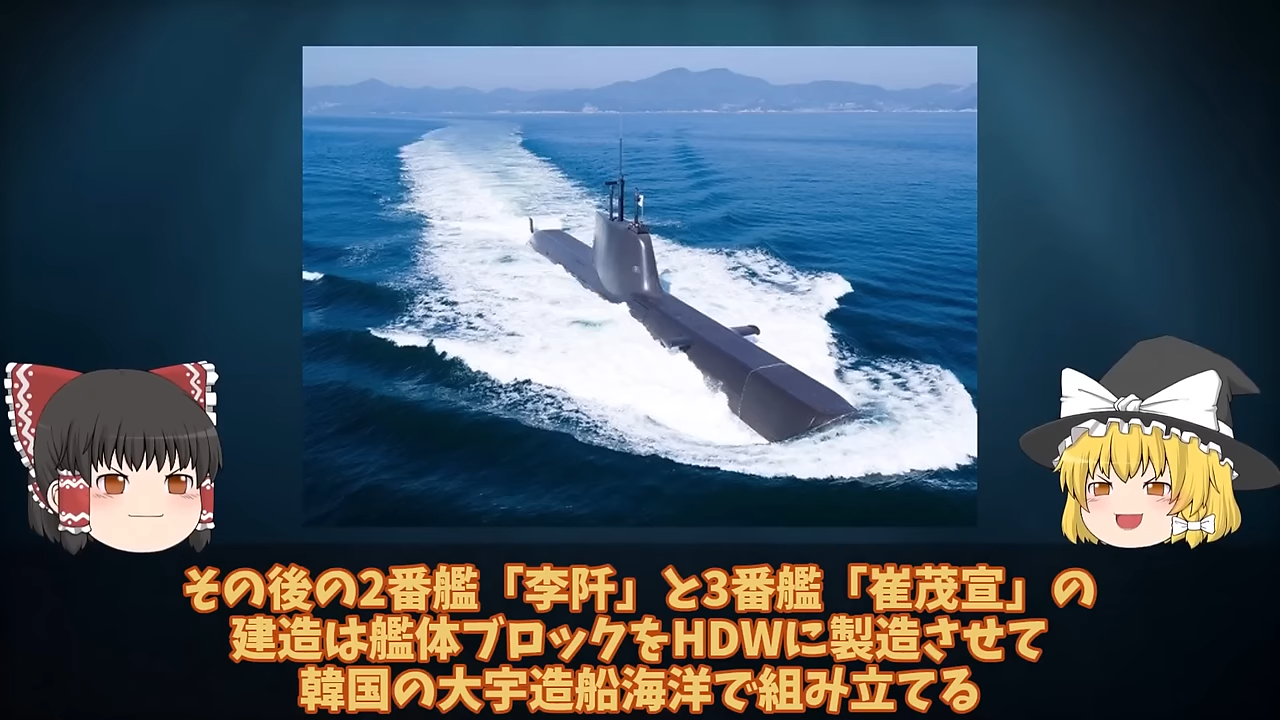 その後の2番艦「李阡」と3番艦「崔茂宣」の
建造は艦体ブロックをHDWに製造させて
韓国の大宇造船海洋で組み立てる